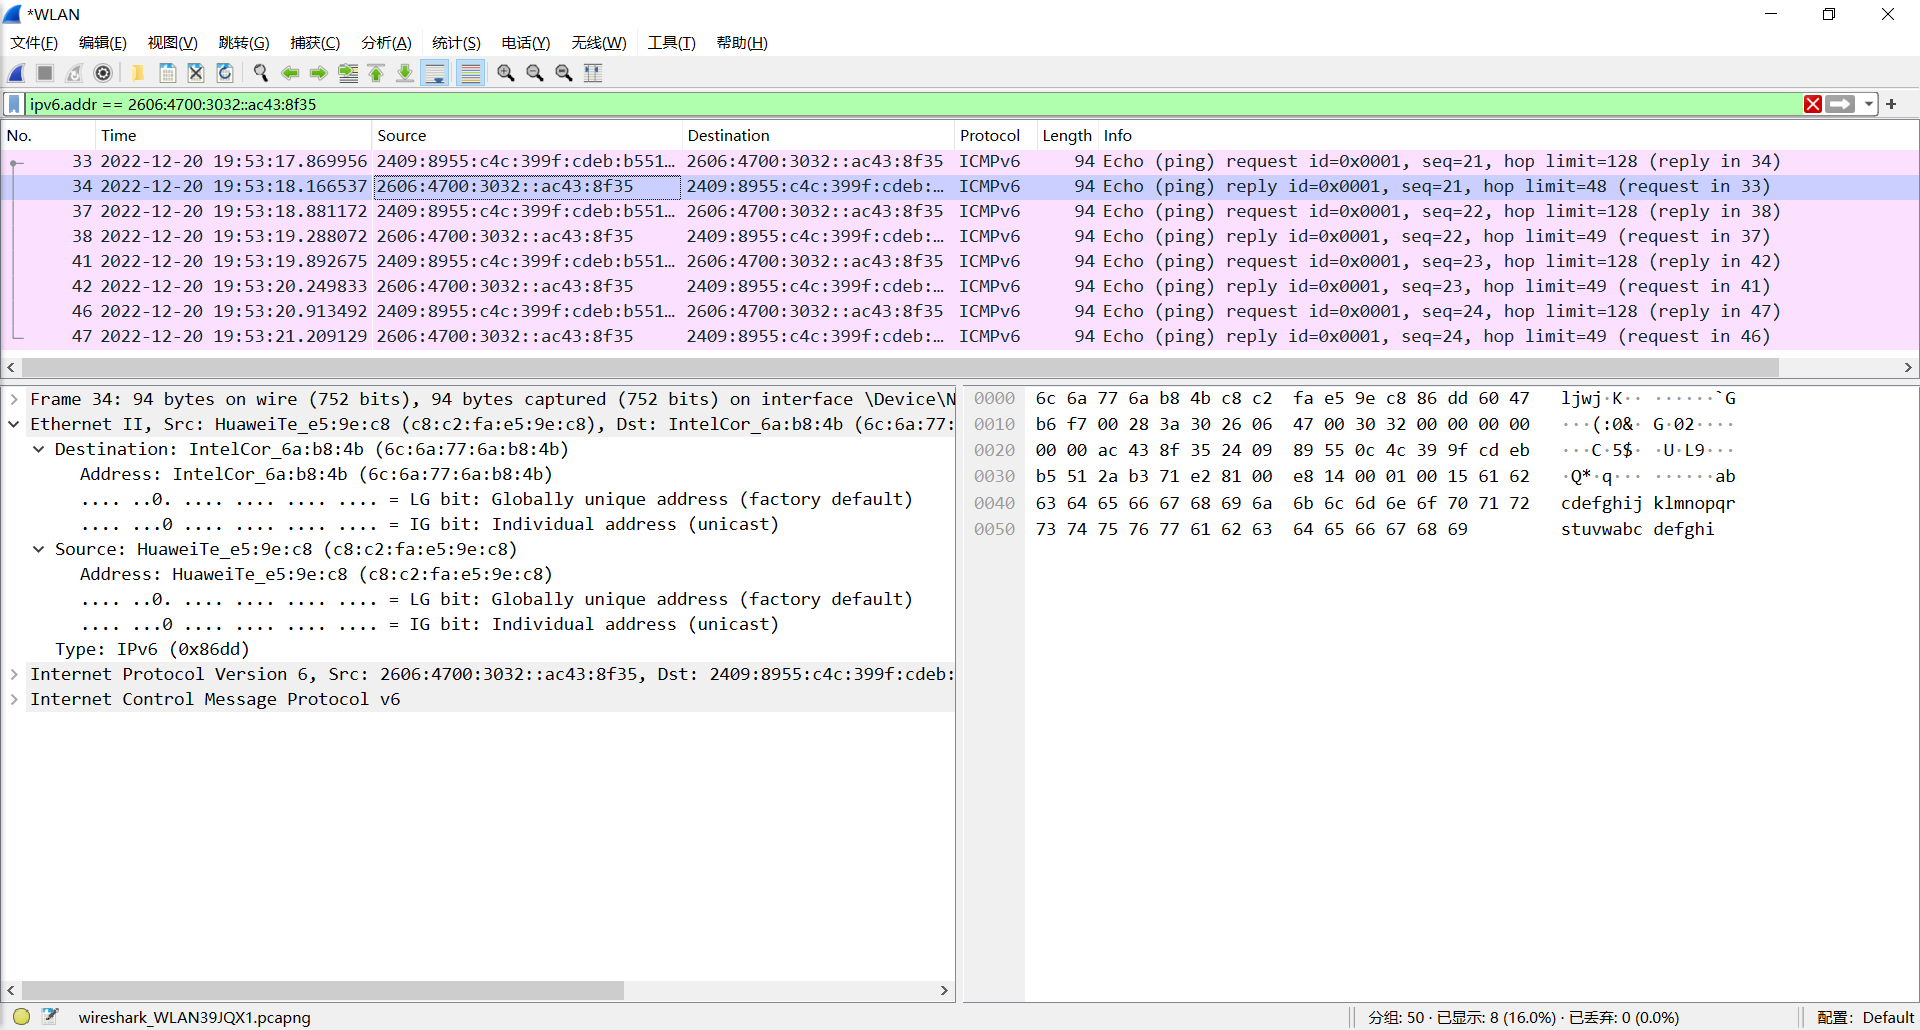 *WLAN
文件(F) 编辑(E) 视图(V) 跳转(G) 捕获(C) 分析(A) 统计(S) 电话(Y) 无线(W) 工具(T) 帮助(H)
ipv6.addr == 2606:4700:3032::ac43:8f35
No. Time Source Destination Protocol Length Info
33 2022-12-20 19:53:17.869956 2409:8955:c4c:399f:cdeb:b551… 2606:4700:3032::ac43:8f35 ICMPv6 94 Echo (ping) request id=0x0001, seq=21, hop limit=128 (reply in 34)
34 2022-12-20 19:53:18.166537 2606:4700:3032::ac43:8f35 2409:8955:c4c:399f:cdeb:… ICMPv6 94 Echo (ping) reply id=0x0001, seq=21, hop limit=48 (request in 33)
37 2022-12-20 19:53:18.881172 2409:8955:c4c:399f:cdeb:b551… 2606:4700:3032::ac43:8f35 ICMPv6 94 Echo (ping) request id=0x0001, seq=22, hop limit=128 (reply in 38)
38 2022-12-20 19:53:19.288072 2606:4700:3032::ac43:8f35 2409:8955:c4c:399f:cdeb:… ICMPv6 94 Echo (ping) reply id=0x0001, seq=22, hop limit=49 (request in 37)
41 2022-12-20 19:53:19.892675 2409:8955:c4c:399f:cdeb:b551… 2606:4700:3032::ac43:8f35 ICMPv6 94 Echo (ping) request id=0x0001, seq=23, hop limit=128 (reply in 42)
42 2022-12-20 19:53:20.249833 2606:4700:3032::ac43:8f35 2409:8955:c4c:399f:cdeb:… ICMPv6 94 Echo (ping) reply id=0x0001, seq=23, hop limit=49 (request in 41)
46 2022-12-20 19:53:20.913492 2409:8955:c4c:399f:cdeb:b551… 2606:4700:3032::ac43:8f35 ICMPv6 94 Echo (ping) request id=0x0001, seq=24, hop limit=128 (reply in 47)
47 2022-12-20 19:53:21.209129 2606:4700:3032::ac43:8f35 2409:8955:c4c:399f:cdeb:… ICMPv6 94 Echo (ping) reply id=0x0001, seq=24, hop limit=49 (request in 46)
Frame 34: 94 bytes on wire (752 bits), 94 bytes captured (752 bits) on interface \Device\N
Ethernet II, Src: HuaweiTe_e5:9e:c8 (c8:c2:fa:e5:9e:c8), Dst: IntelCor_6a:b8:4b (6c:6a:77:
Destination: IntelCor_6a:b8:4b (6c:6a:77:6a:b8:4b)
Address: IntelCor_6a:b8:4b (6c:6a:77:6a:b8:4b)
.... ..0. .... .... .... .... = LG bit: Globally unique address (factory default)
.... ...0 .... .... .... .... = IG bit: Individual address (unicast)
Source: HuaweiTe_e5:9e:c8 (c8:c2:fa:e5:9e:c8)
Address: HuaweiTe_e5:9e:c8 (c8:c2:fa:e5:9e:c8)
.... ..0. .... .... .... .... = LG bit: Globally unique address (factory default)
.... ...0 .... .... .... .... = IG bit: Individual address (unicast)
Type: IPv6 (0x86dd)
Internet Protocol Version 6, Src: 2606:4700:3032::ac43:8f35, Dst: 2409:8955:c4c:399f:cdeb:
Internet Control Message Protocol v6
0000 6c 6a 77 6a b8 4b c8 c2 fa e5 9e c8 86 dd 60 47 ljwj·K·· ······`G
0010 b6 f7 00 28 3a 30 26 06 47 00 30 32 00 00 00 00 ···(:0&· G·02····
0020 00 00 ac 43 8f 35 24 09 89 55 0c 4c 39 9f cd eb ···C·5$· ·U·L9···
0030 b5 51 2a b3 71 e2 81 00 e8 14 00 01 00 15 61 62 ·Q*·q··· ······ab
0040 63 64 65 66 67 68 69 6a 6b 6c 6d 6e 6f 70 71 72 cdefghij klmnopqr
0050 73 74 75 76 77 61 62 63 64 65 66 67 68 69 stuvwabc defghi
wireshark_WLAN39JQX1.pcapng
分组: 50 · 已显示: 8 (16.0%) · 已丢弃: 0 (0.0%)
配置: Default